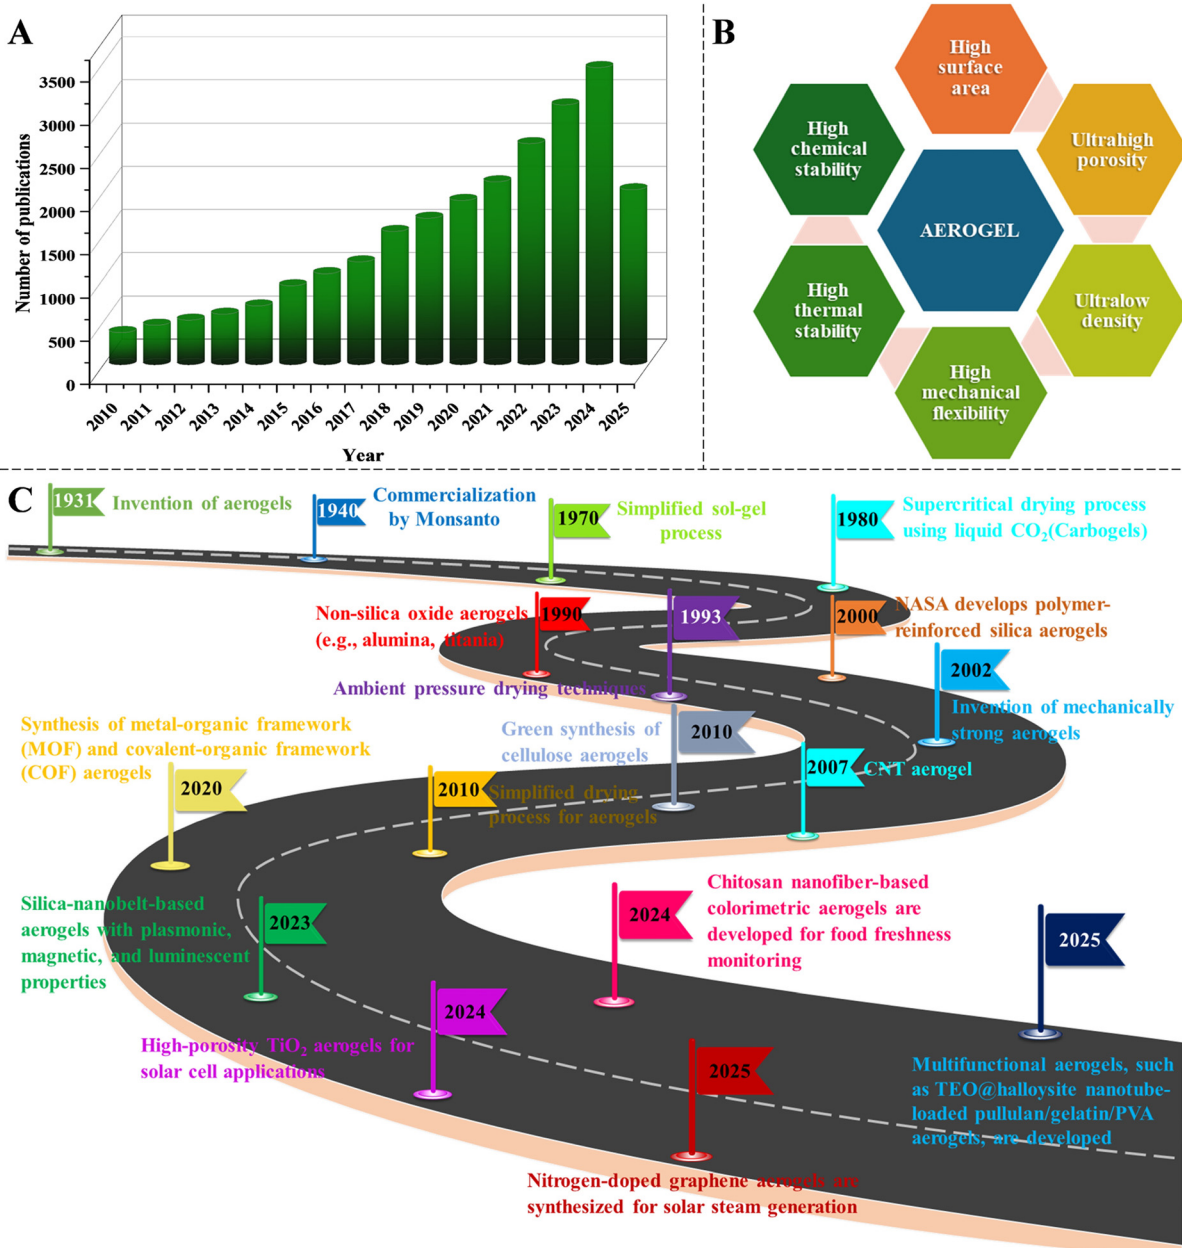 A
Number of publications
3500
3000
2500
2000
1500
1000
500
0
2010
2011
2012
2013
2014
2015
2016
2017
2018
2019
2020
2021
2022
2023
2024
2025
Year
B
High
surface
area
Ultrahigh
porosity
Ultralow
density
High
mechanical
flexibility
High
thermal
stability
High
chemical
stability
AEROGEL
C
1931
Invention of aerogels
1940
Commercialization
by Monsanto
1970
Simplified sol-gel
process
1980
Supercritical drying process
using liquid CO₂(Carbogels)
Non-silica oxide aerogels
(e.g., alumina, titania)
1990
1993
Ambient pressure drying techniques
2000
NASA develops polymer-
reinforced silica aerogels
2002
Invention of mechanically
strong aerogels
Green synthesis of
cellulose aerogels
2010
2007
CNT aerogel
Synthesis of metal-organic framework
(MOF) and covalent-organic framework
(COF) aerogels
2020
2010
Simplified drying
process for aerogels
Silica-nanobelt-based
aerogels with plasmonic,
magnetic, and luminescent
properties
2023
2024
Chitosan nanofiber-based
colorimetric aerogels are
developed for food freshness
monitoring
2025
Multifunctional aerogels, such
as TEO@halloysite nanotube-
loaded pullulan/gelatin/PVA
aerogels, are developed
2024
High-porosity TiO₂ aerogels for
solar cell applications
2025
Nitrogen-doped graphene aerogels are
synthesized for solar steam generation